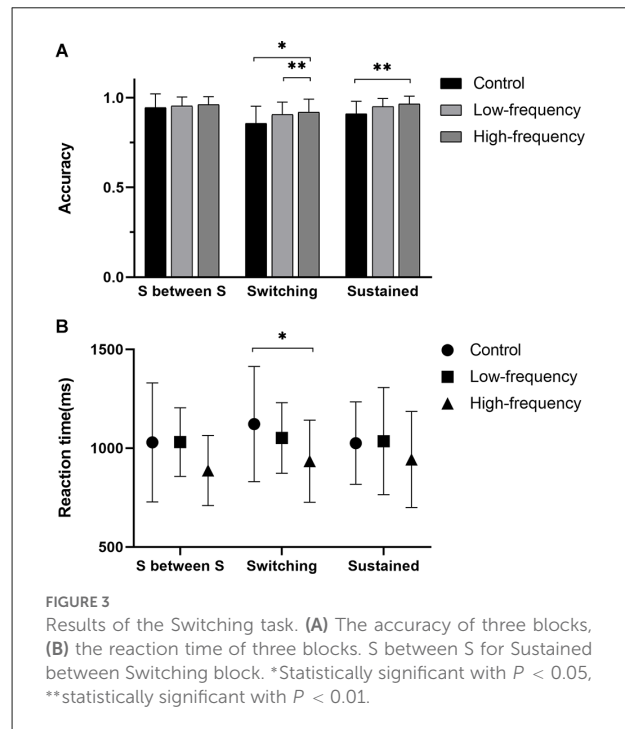 A
*
**
**
Control
Low-frequency
High-frequency
1.0
0.5
0.0
Accuracy
S between S Switching Sustained
B
*
Control
Low-frequency
High-frequency
1500
1000
500
Reaction time(ms)
S between S Switching Sustained
FIGURE 3
Results of the Switching task. (A) The accuracy of three blocks,
(B) the reaction time of three blocks. S between S for Sustained
between Switching block. *Statistically significant with P < 0.05,
**statistically significant with P < 0.01.